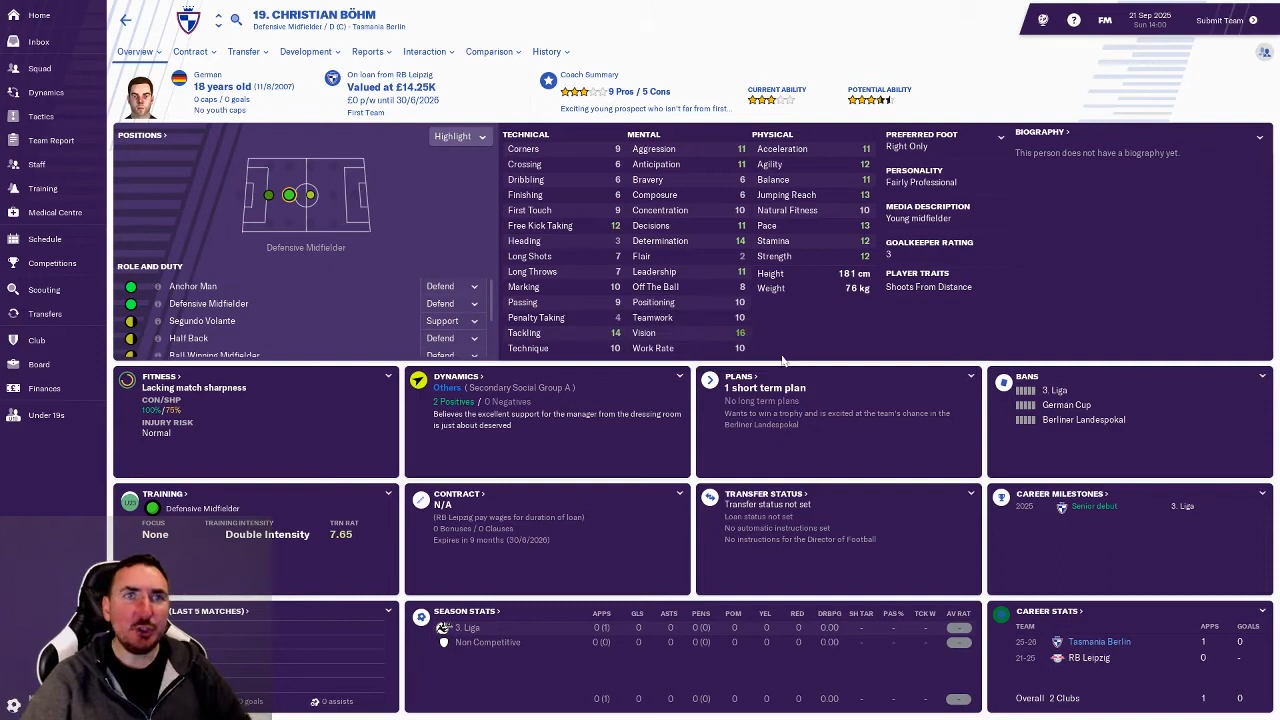 19. CHRISTIAN BÖHM
Defensive Midfielder / D (C) - Tasmania Berlin
FM
21 Sep 2025
Sun 14:00
Submit Team
Home
Inbox
Squad
Dynamics
Tactics
Team Report
Staff
Training
Medical Centre
Schedule
Competitions
Scouting
Transfers
Club
Board
Finances
Under 19s
Overview
Contract
Transfer
Development
Reports
Interaction
Comparison
History
German
18 years old (11/8/2007)
0 caps / 0 goals
No youth caps
On loan from RB Leipzig
Valued at £14.25K
£0 p/w until 30/6/2026
First Team
Coach Summary
9 Pros / 5 Cons
Exciting young prospect who isn't far from first...
CURRENT ABILITY
POTENTIAL ABILITY
POSITIONS >
Highlight
Defensive Midfielder
ROLE AND DUTY
Anchor Man Defend
Defensive Midfielder Defend
Segundo Volante Support
Half Back Defend
Ball Winning Midfielder Defend
TECHNICAL
Corners 9
Crossing 6
Dribbling 6
Finishing 6
First Touch 9
Free Kick Taking 12
Heading 3
Long Shots 7
Long Throws 7
Marking 10
Passing 9
Penalty Taking 4
Tackling 14
Technique 10
MENTAL
Aggression 11
Anticipation 11
Bravery 6
Composure 6
Concentration 10
Decisions 11
Determination 14
Flair 2
Leadership 11
Off The Ball 8
Positioning 10
Teamwork 10
Vision 16
Work Rate 10
PHYSICAL
Acceleration 11
Agility 12
Balance 11
Jumping Reach 13
Natural Fitness 10
Pace 13
Stamina 12
Strength 12
Height 181 cm
Weight 76 kg
PREFERRED FOOT
Right Only
PERSONALITY
Fairly Professional
MEDIA DESCRIPTION
Young midfielder
GOALKEEPER RATING
3
PLAYER TRAITS
Shoots From Distance
BIOGRAPHY >
This person does not have a biography yet.
FITNESS >
Lacking match sharpness
CON/SHP
100%/75%
INJURY RISK
Normal
DYNAMICS >
Others (Secondary Social Group A)
2 Positives / 0 Negatives
Believes the excellent support for the manager from the dressing room
is just about deserved
PLANS >
1 short term plan
No long term plans
Wants to win a trophy and is excited at the team's chance in the
Berliner Landespokal
BANS
3. Liga
German Cup
Berliner Landespokal
TRAINING >
U23
Defensive Midfielder
FOCUS TRAINING INTENSITY TRN RAT
None Double Intensity 7.65
CONTRACT >
N/A
(RB Leipzig pay wages for duration of loan)
0 Bonuses / 0 Clauses
Expires in 9 months (30/6/2026)
TRANSFER STATUS >
Transfer status not set
Loan status not set
No automatic instructions set
No instructions for the Director of Football
CAREER MILESTONES >
2025 Senior debut 3. Liga
(LAST 5 MATCHES) >
0 goals 0 assists
SEASON STATS > APPS GLS ASTS PENS POM YEL RED DRBPG SH TAR PAS % TCK W AV RAT
3. Liga 0 (1) 0 0 0 (0) 0 0 0 0.00 - - - -
Non Competitive 0 (0) 0 0 0 (0) 0 0 0 0.00 - - - -
0 (1) 0 0 0 (0) 0 0 0 0.00 - - - -
CAREER STATS >
TEAM APPS GOALS
25-26 Tasmania Berlin 1 0
21-25 RB Leipzig 0 -
Overall 2 Clubs 1 0